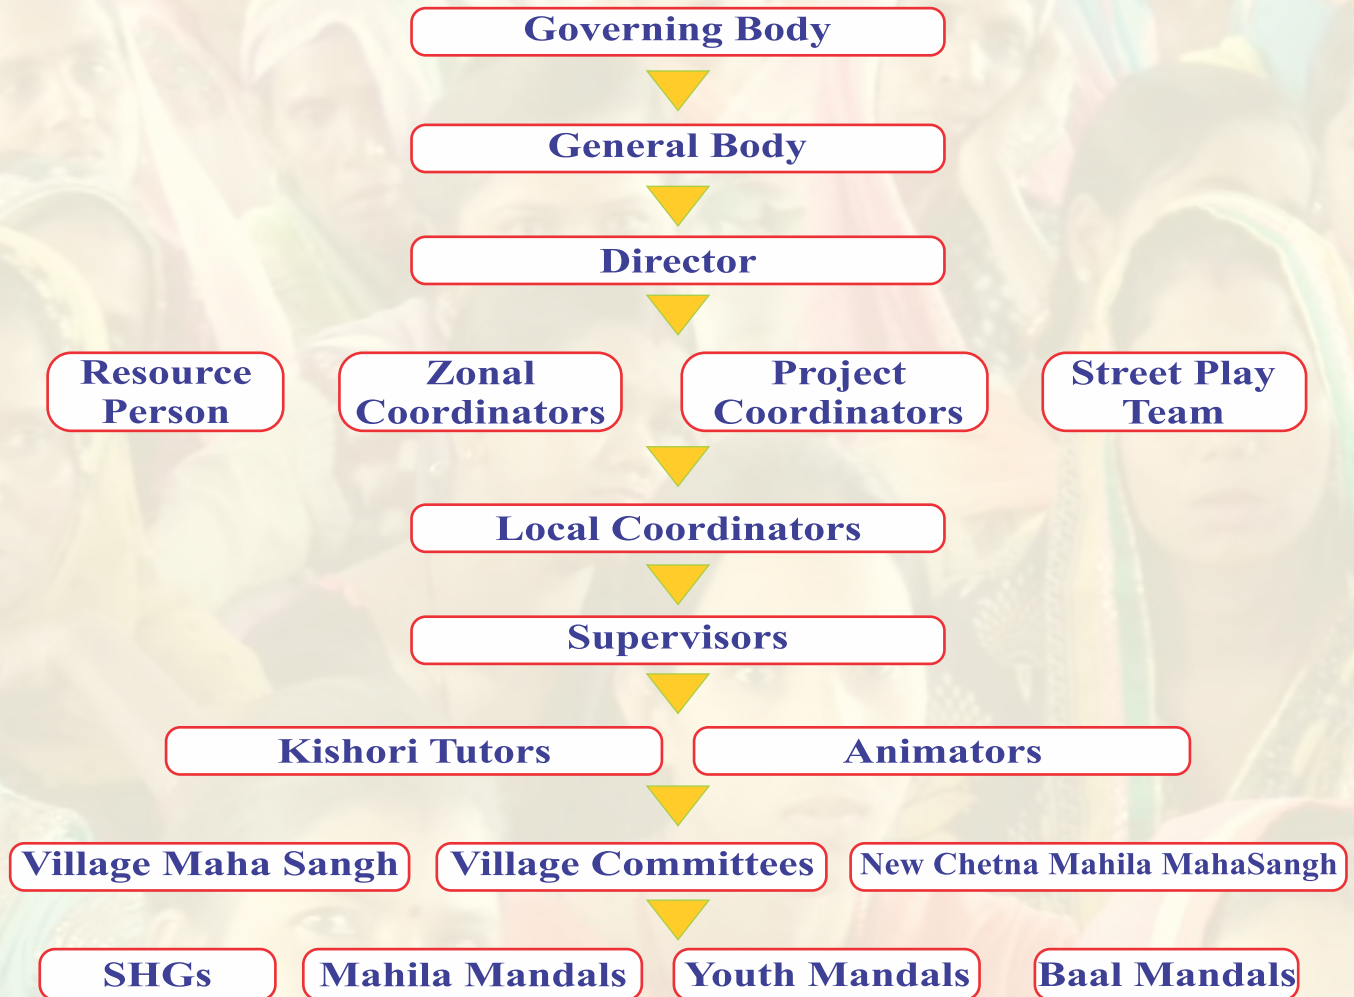 Governing Body
General Body
Director
Resource Person
Zonal Coordinators
Project Coordinators
Street Play Team
Local Coordinators
Supervisors
Kishori Tutors
Animators
Village Maha Sangh
Village Committees
New Chetna Mahila MahaSangh
SHGs
Mahila Mandals
Youth Mandals
Baal Mandals